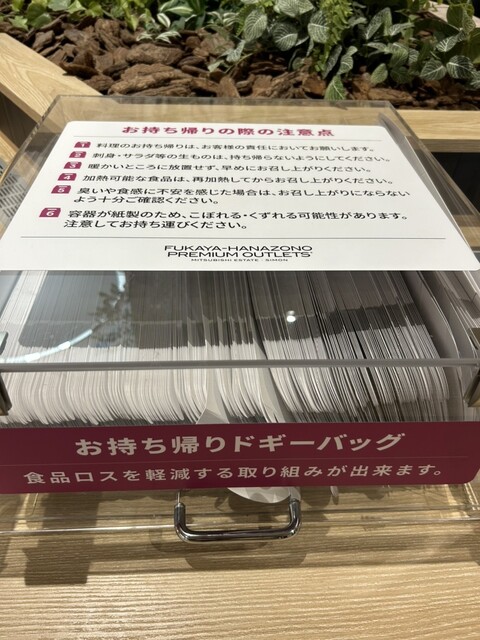 お持ち帰りの際の注意点
1 料理のお持ち帰りは、お客様の責任においてお願いします。
2 刺身・サラダ等の生ものは、持ち帰らないようにしてください。
3 暖かいところに放置せず、早めにお召し上がりください。
4 加熱可能な食品は、再加熱してからお召し上がりください。
5 臭いや食感に不安を感じた場合は、お召し上がりにならない
よう十分ご確認ください。
6 容器が紙製のため、こぼれる・くずれる可能性があります。
注意してお持ち運びください。
FUKAYA-HANAZONO
PREMIUM OUTLETS®
MITSUBISHI ESTATE · SIMON
お持ち帰りドギーバッグ
食品ロスを軽減する取り組みが出来ます。